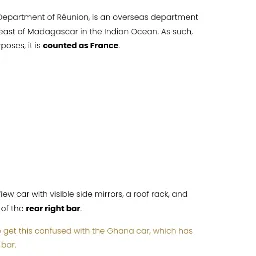 Department of Réunion, is an overseas department
east of Madagascar in the Indian Ocean. As such,
poses, it is counted as France.
iew car with visible side mirrors, a roof rack, and
of the rear right bar.
get this confused with the Ghana car, which has
bar.